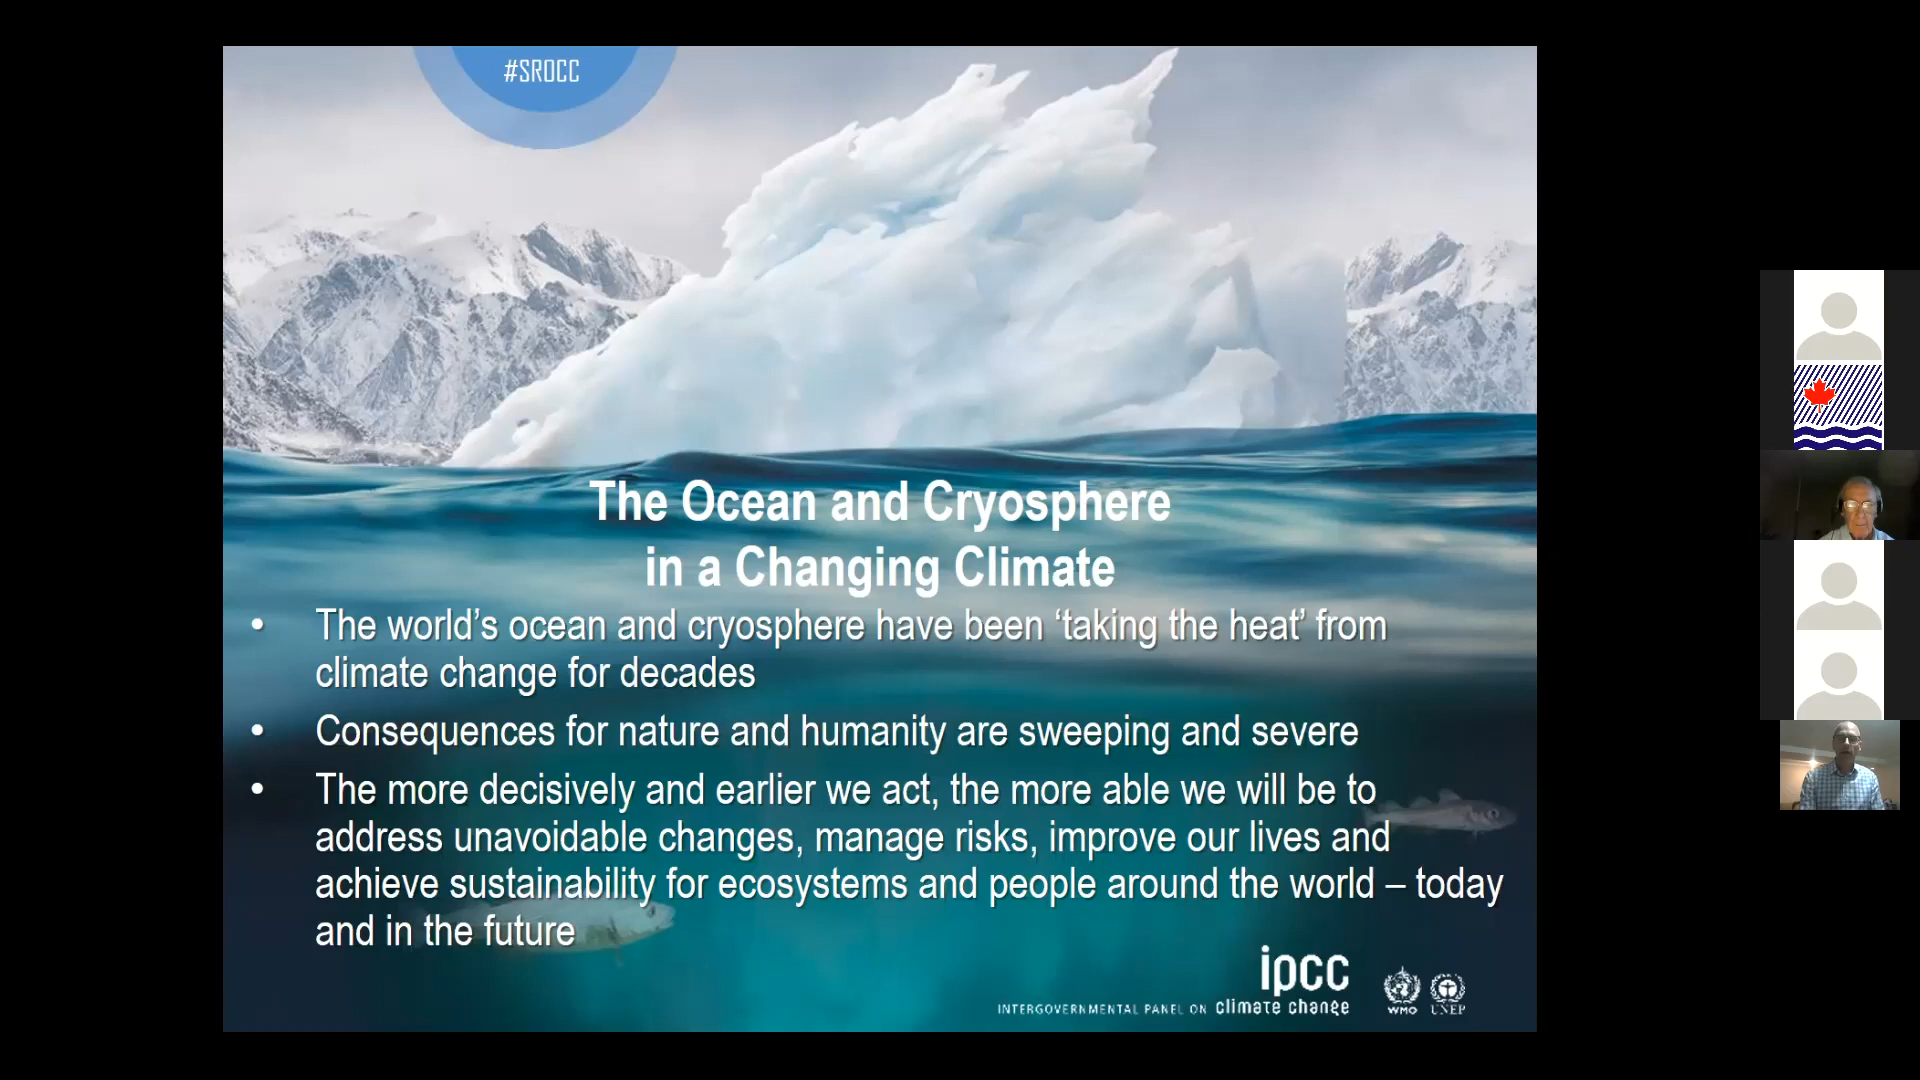 #SROCC
The Ocean and Cryosphere
in a Changing Climate
• The world’s ocean and cryosphere have been ‘taking the heat’ from
climate change for decades
• Consequences for nature and humanity are sweeping and severe
• The more decisively and earlier we act, the more able we will be to
address unavoidable changes, manage risks, improve our lives and
achieve sustainability for ecosystems and people around the world – today
and in the future
ipcc
INTERGOVERNMENTAL PANEL ON climate change
WMO UNEP